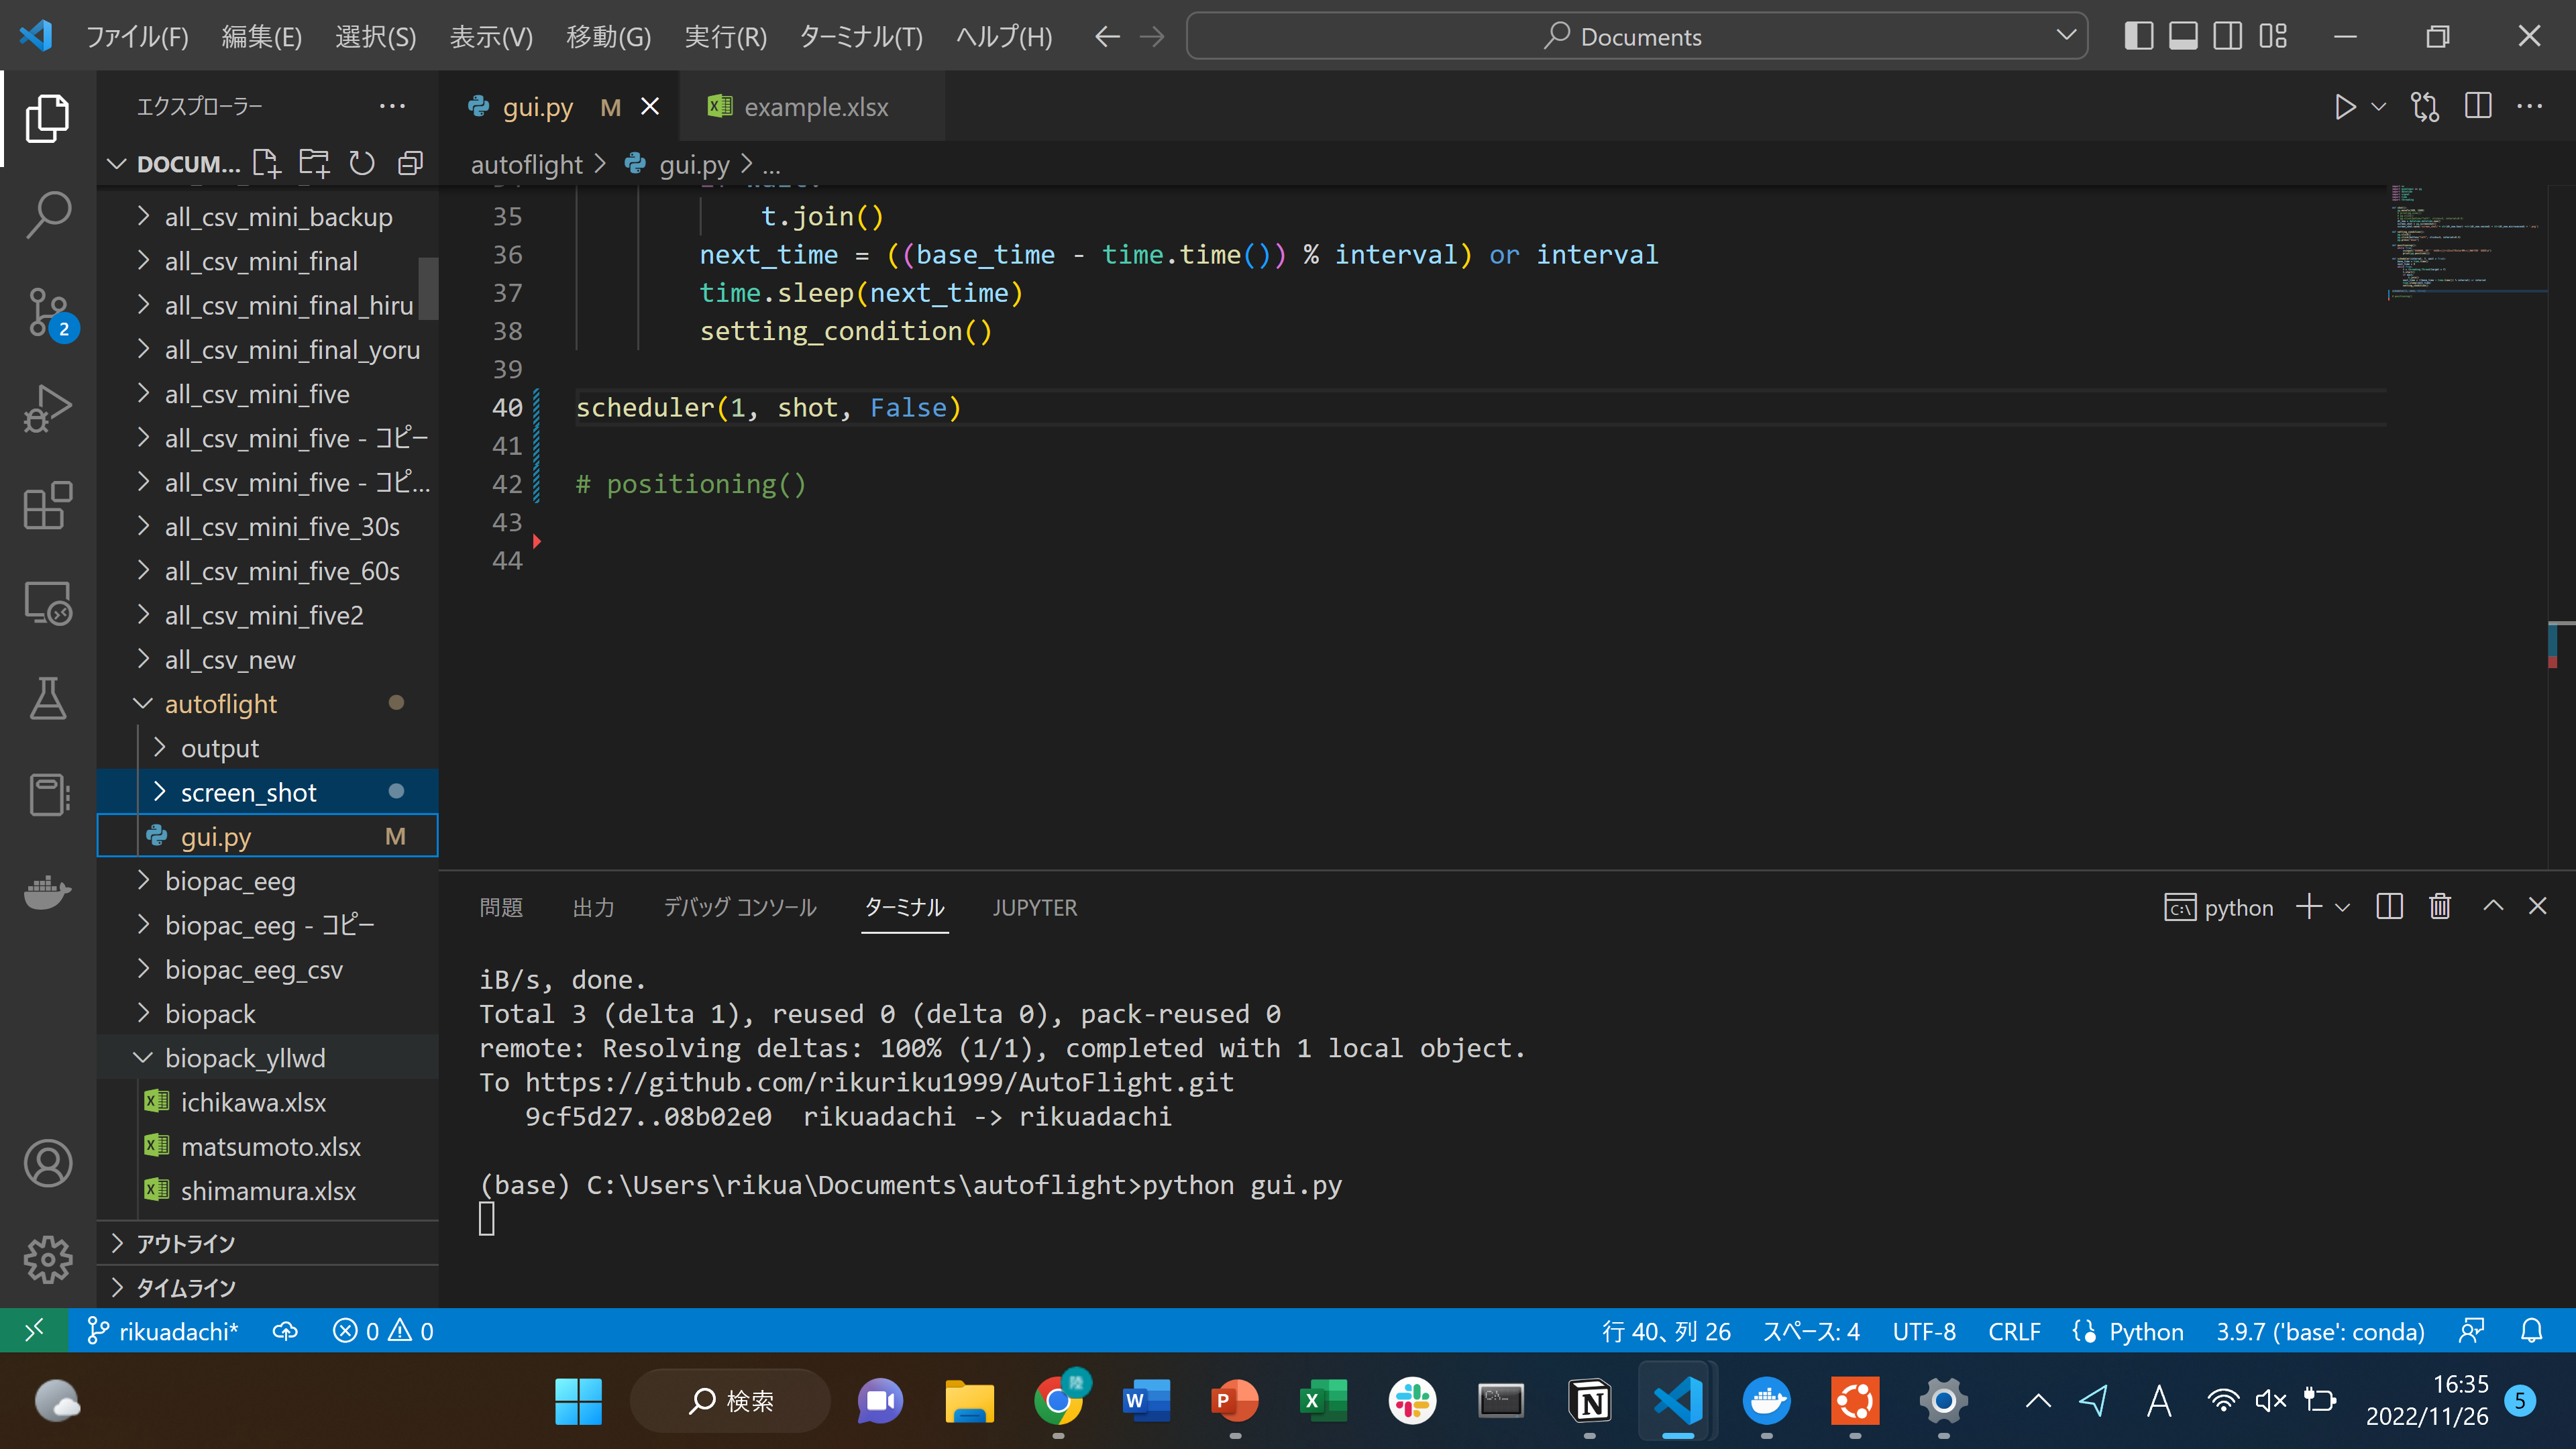 ファイル(F) 編集(E) 選択(S) 表示(V) 移動(G) 実行(R) ターミナル(T) ヘルプ(H) Documents
エクスプローラー
gui.py M
example.xlsx
DOCUM...
autoflight > gui.py > ...
all_csv_mini_backup
all_csv_mini_final
all_csv_mini_final_hiru
all_csv_mini_final_yoru
all_csv_mini_five
all_csv_mini_five - コピー
all_csv_mini_five - コピ...
all_csv_mini_five_30s
all_csv_mini_five_60s
all_csv_mini_five2
all_csv_new
autoflight
output
screen_shot
gui.py M
biopac_eeg
biopac_eeg - コピー
biopac_eeg_csv
biopack
biopack_yllwd
ichikawa.xlsx
matsumoto.xlsx
shimamura.xlsx
アウトライン
タイムライン
2
35 t.join()
36 next_time = ((base_time - time.time()) % interval) or interval
37 time.sleep(next_time)
38 setting_condition()
39
40 scheduler(1, shot, False)
41
42 # positioning()
43
44
問題 出力 デバッグ コンソール ターミナル JUPYTER
python
iB/s, done.
Total 3 (delta 1), reused 0 (delta 0), pack-reused 0
remote: Resolving deltas: 100% (1/1), completed with 1 local object.
To https://github.com/rikuriku1999/AutoFlight.git
9cf5d27..08b02e0 rikuadachi -> rikuadachi
(base) C:\Users\rikua\Documents\autoflight>python gui.py
rikuadachi* 0 0 行 40、列 26 スペース: 4 UTF-8 CRLF Python 3.9.7 ('base': conda)
検索
A
16:35
2022/11/26
5